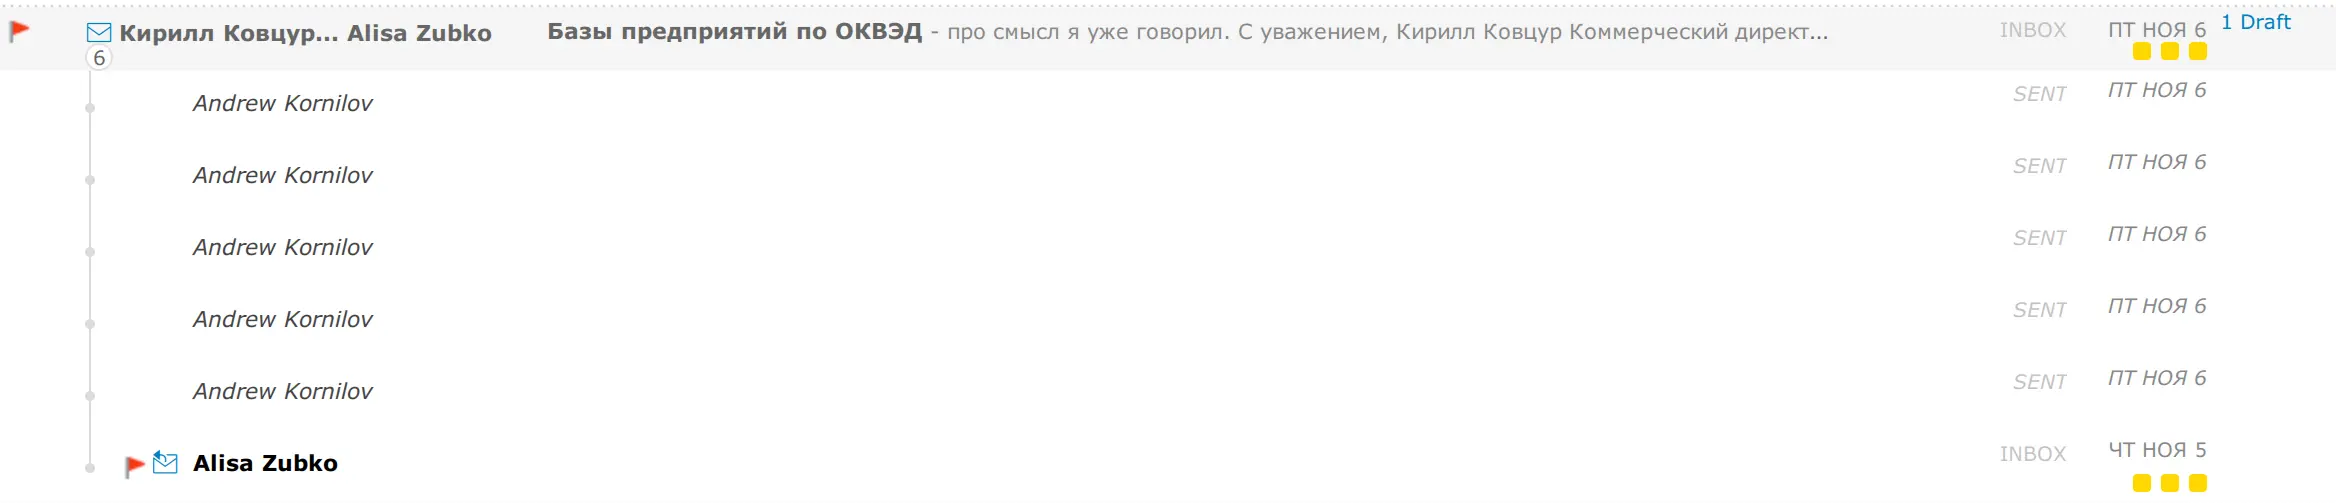 Кирилл Ковцур... Alisa Zubko Базы предприятий по ОКВЭД - про смысл я уже говорил. С уважением, Кирилл Ковцур Коммерческий директ... INBOX ПТ НОЯ 6 1 Draft
6
Andrew Kornilov SENT ПТ НОЯ 6
Andrew Kornilov SENT ПТ НОЯ 6
Andrew Kornilov SENT ПТ НОЯ 6
Andrew Kornilov SENT ПТ НОЯ 6
Andrew Kornilov SENT ПТ НОЯ 6
Alisa Zubko INBOX ЧТ НОЯ 5